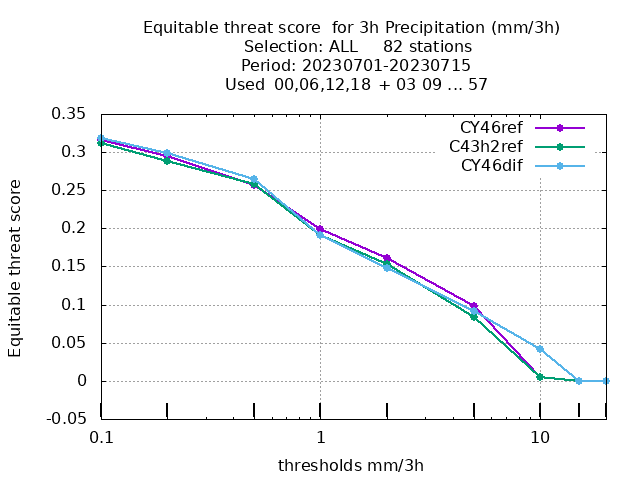 Equitable threat score  for 3h Precipitation (mm/3h)
Selection: ALL     82 stations
Period: 20230701-20230715
Used  00,06,12,18  + 03 09 ... 57
0.35
0.3
0.25
0.2
0.15
0.1
0.05
0
-0.05
Equitable threat score
CY46ref
C43h2ref
CY46dif
0.1
1
10
thresholds mm/3h